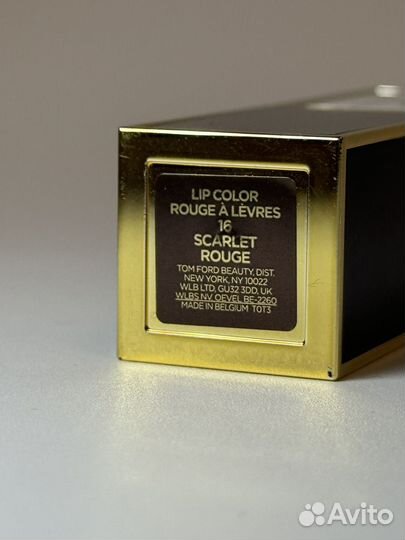 LIP COLOR
ROUGE À LÈVRES
16
SCARLET
ROUGE
TOM FORD BEAUTY, DIST.
NEW YORK, NY 10022
WLB LTD, GU32 3DD, UK
WLBS NV, OEVEL BE-2260
MADE IN BELGIUM T0T3
Avito